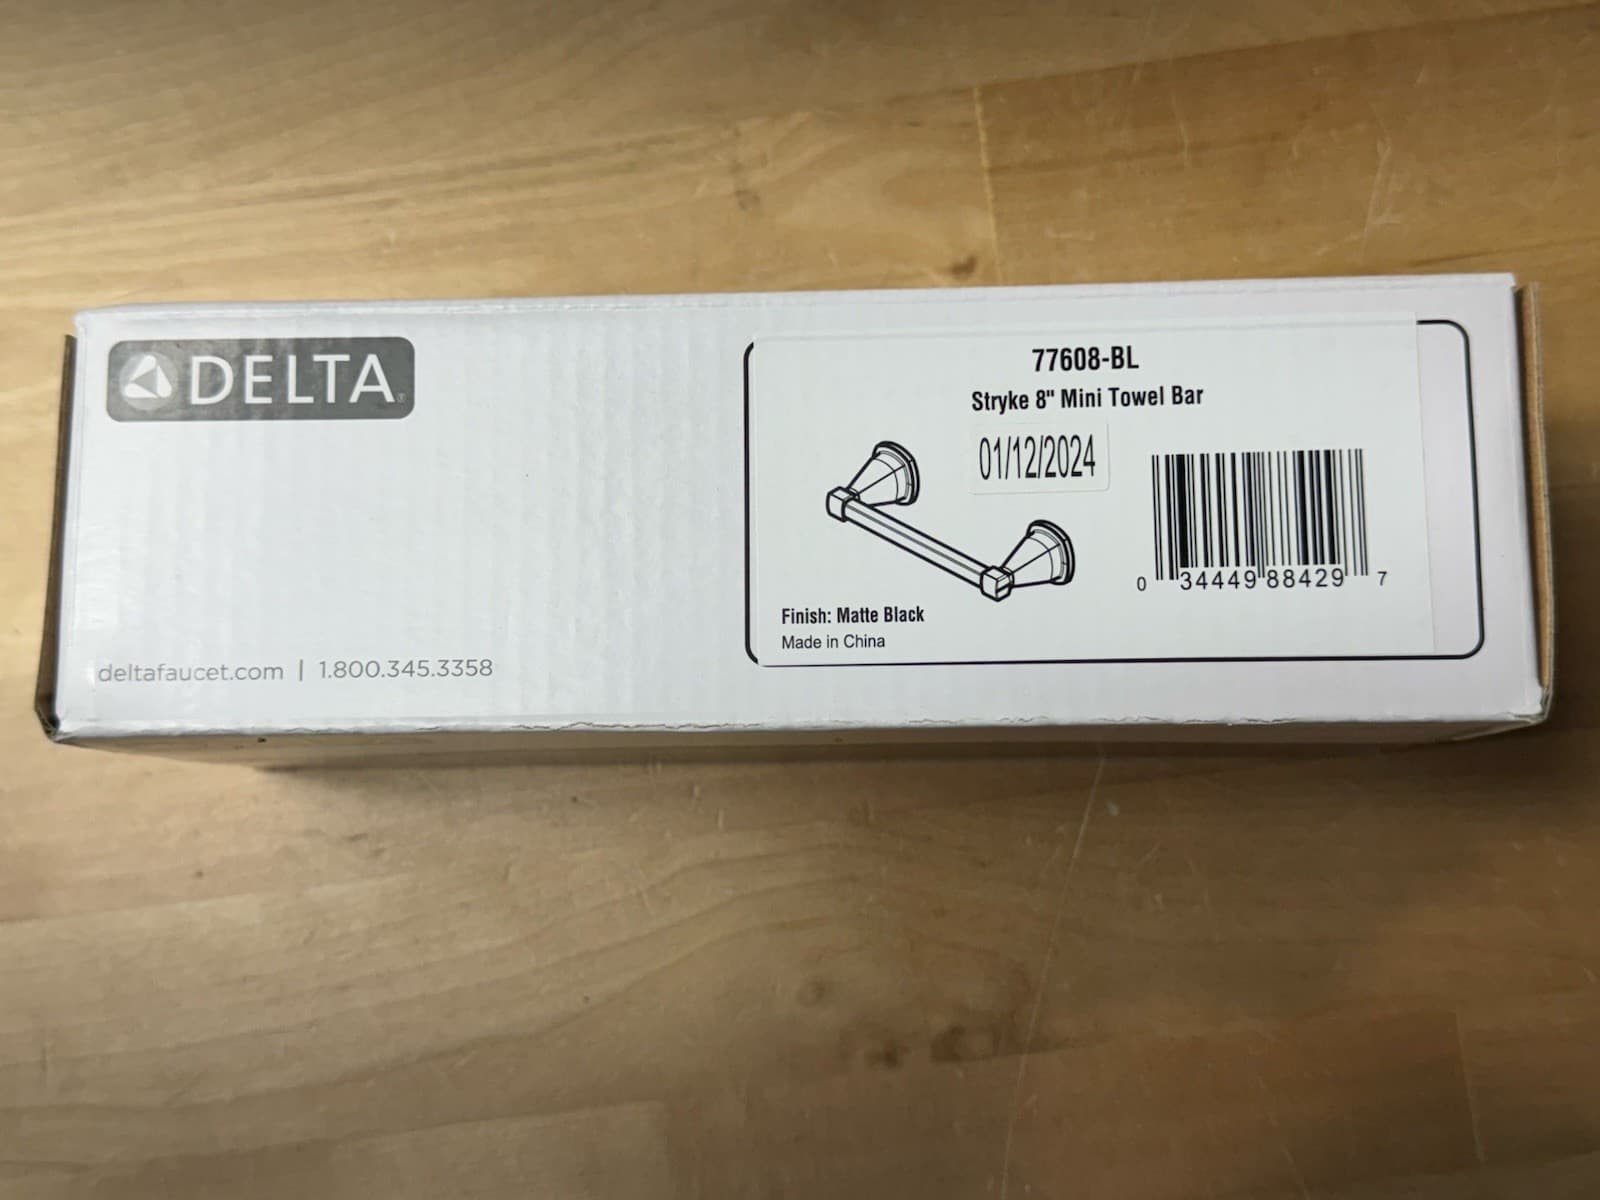 DELTA
77608-BL
Stryke 8" Mini Towel Bar
01/12/2024
0 34449 88429 7
Finish: Matte Black
Made in China
deltafaucet.com | 1.800.345.3358